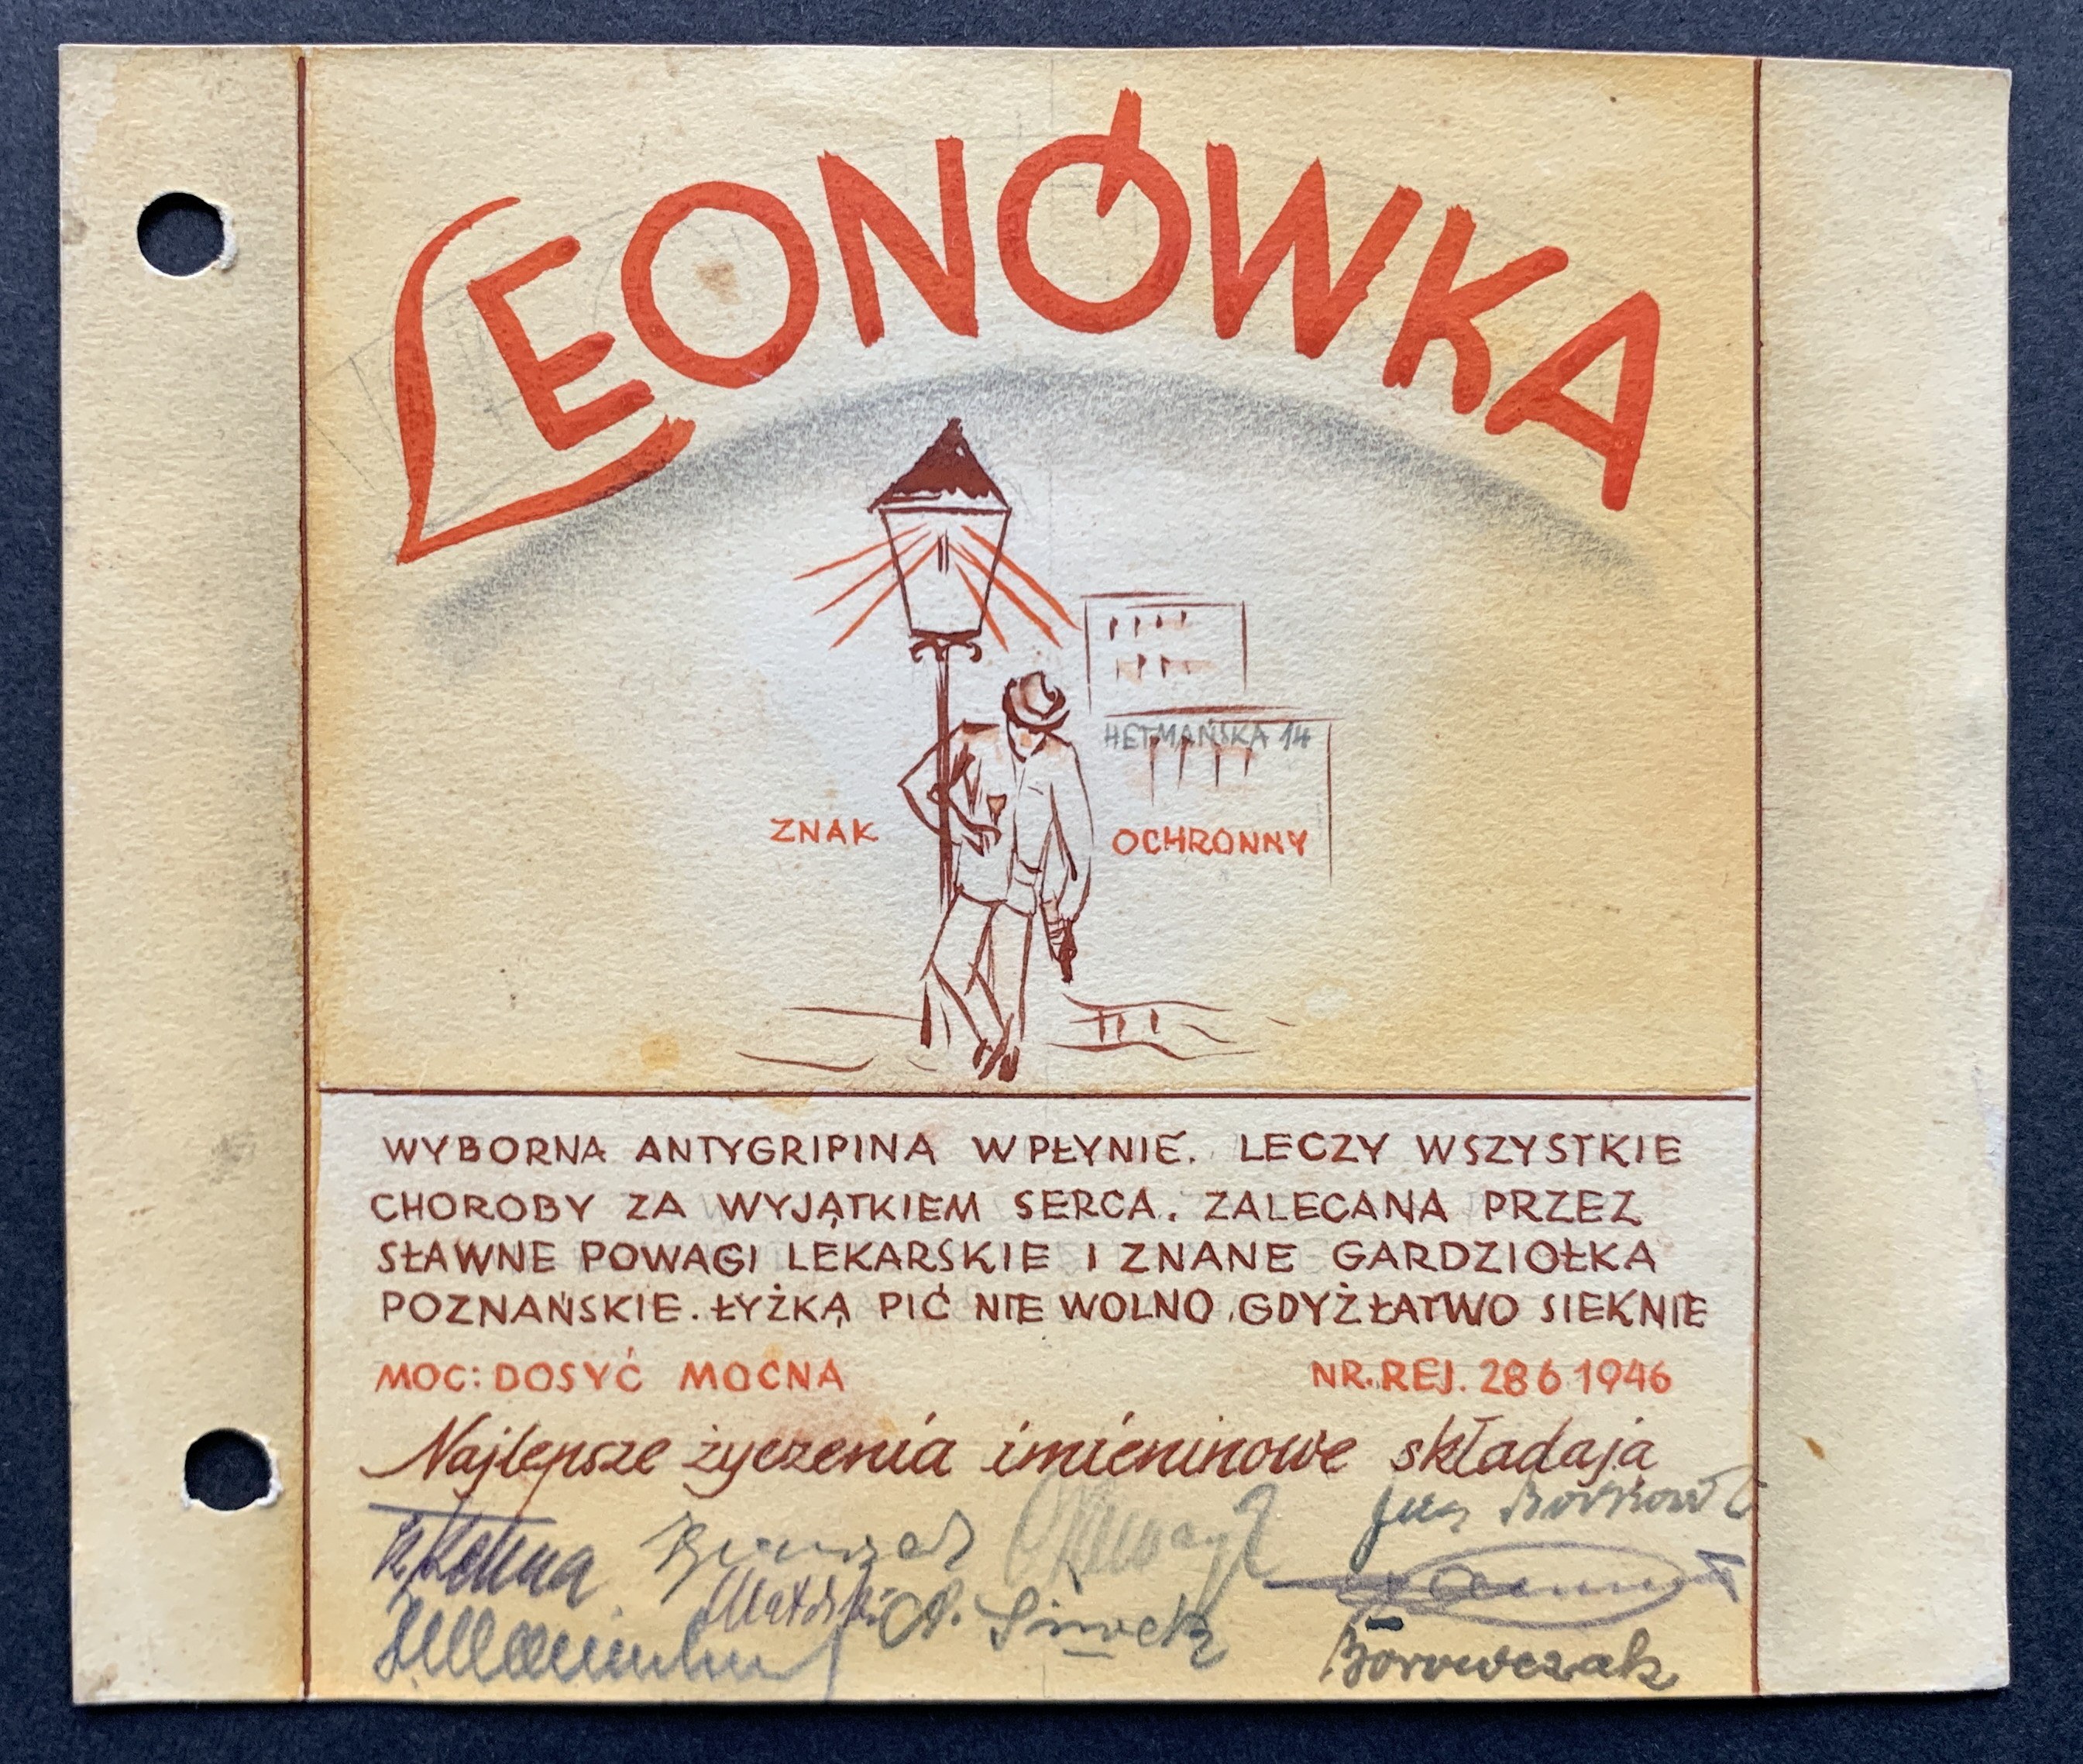 LEONÓWKA
HETMAŃSKA 14
ZNAK OCHRONNY
WYBORNA ANTYGRIPINA W PŁYNIE. LECZY WSZYSTKIE
CHOROBY ZA WYJĄTKIEM SERCA. ZALECANA PRZEZ
SŁAWNE POWAGI LEKARSKIE I ZNANE GARDZIOŁKA
POZNAŃSKIE. ŁYŻKĄ PIĆ NIE WOLNO, GDYŻ ŁATWO SIEKNIE
MOC: DOSYĆ MOCNA NR. REJ. 28 6 1946
Najlepsze życzenia imieninowe składaja
Borowczak